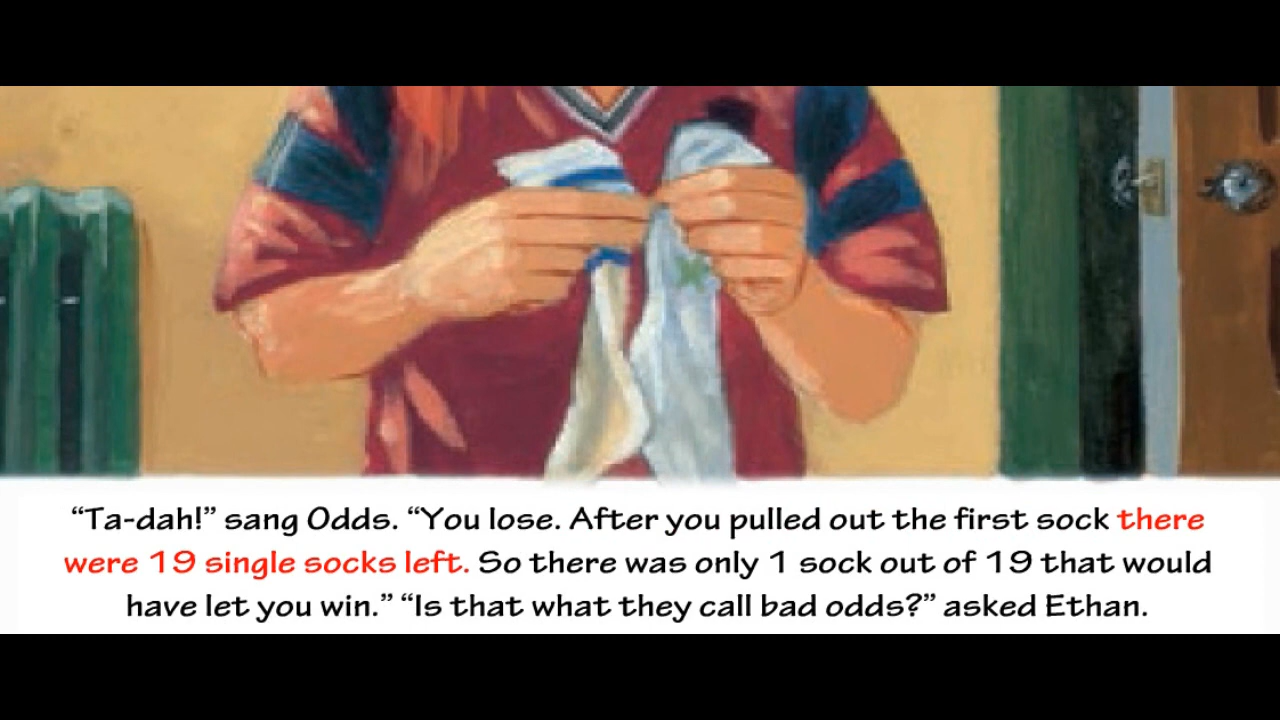 “Ta-dah!” sang Odds. “You lose. After you pulled out the first sock there
were 19 single socks left. So there was only 1 sock out of 19 that would
have let you win.” “Is that what they call bad odds?” asked Ethan.